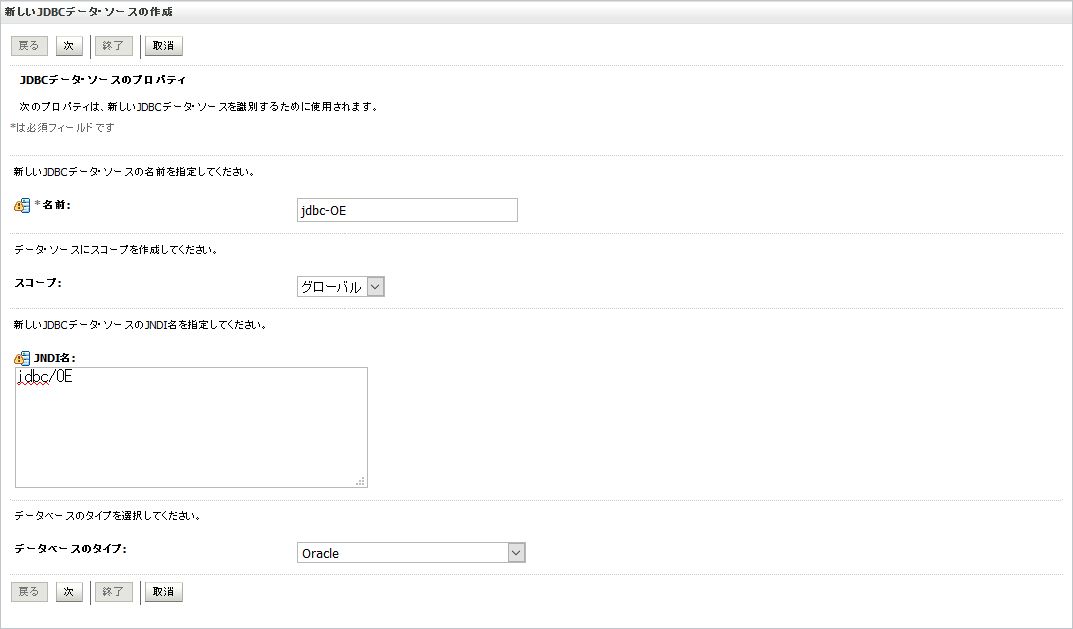 新しいJDBCデータ・ソースの作成
戻る 次 終了 取消
JDBCデータ・ソースのプロパティ
次のプロパティは、新しいJDBCデータ・ソースを識別するために使用されます。
*は必須フィールドです
新しいJDBCデータ・ソースの名前を指定してください。
*名前: jdbc-OE
データ・ソースにスコープを作成してください。
スコープ: グローバル
新しいJDBCデータ・ソースのJNDI名を指定してください。
JNDI名:
jdbc/OE
データベースのタイプを選択してください。
データベースのタイプ: Oracle
戻る 次 終了 取消